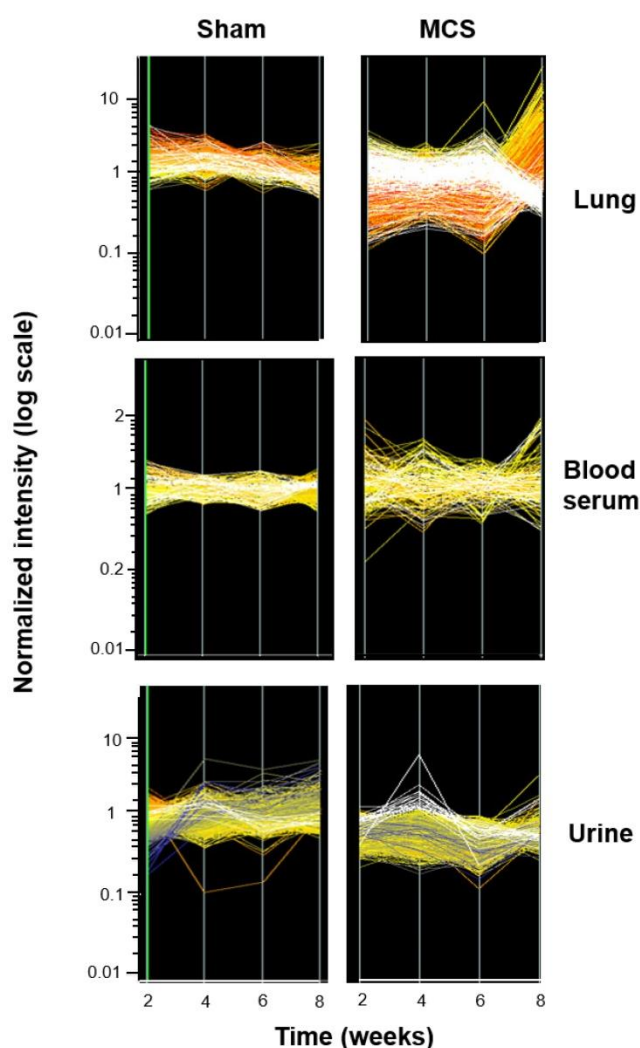 Sham MCS
10
1
0.1
0.01
Lung
2
1
0.2
0.01
Blood
serum
10
1
0.1
0.01
Urine
2 4 6 8 2 4 6 8
Time (weeks)
Normalized intensity (log scale)